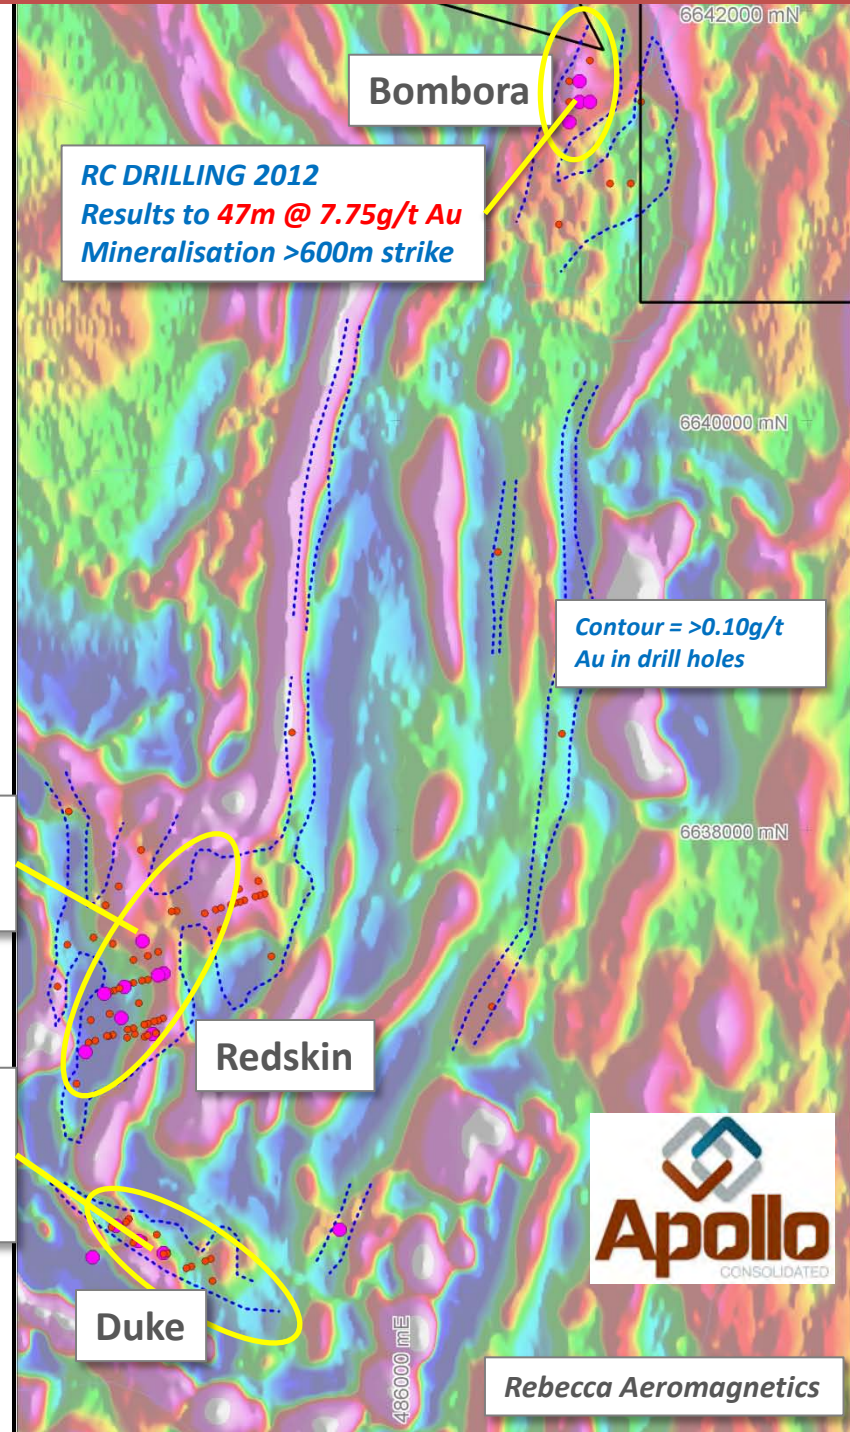 6642000 mN
Bombora
RC DRILLING 2012
Results to 47m @ 7.75g/t Au
Mineralisation >600m strike
6640000 mN
Contour = >0.10g/t
Au in drill holes
6638000 mN
Redskin
Apollo
CONSOLIDATED
Duke
486000 mE
Rebecca Aeromagnetics